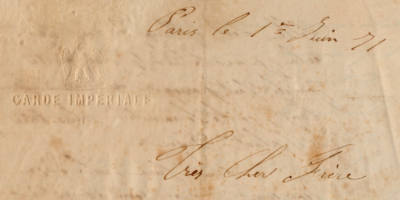 Paris le 1er Juin 71
GARDE IMPERIALE
Très Cher Frère